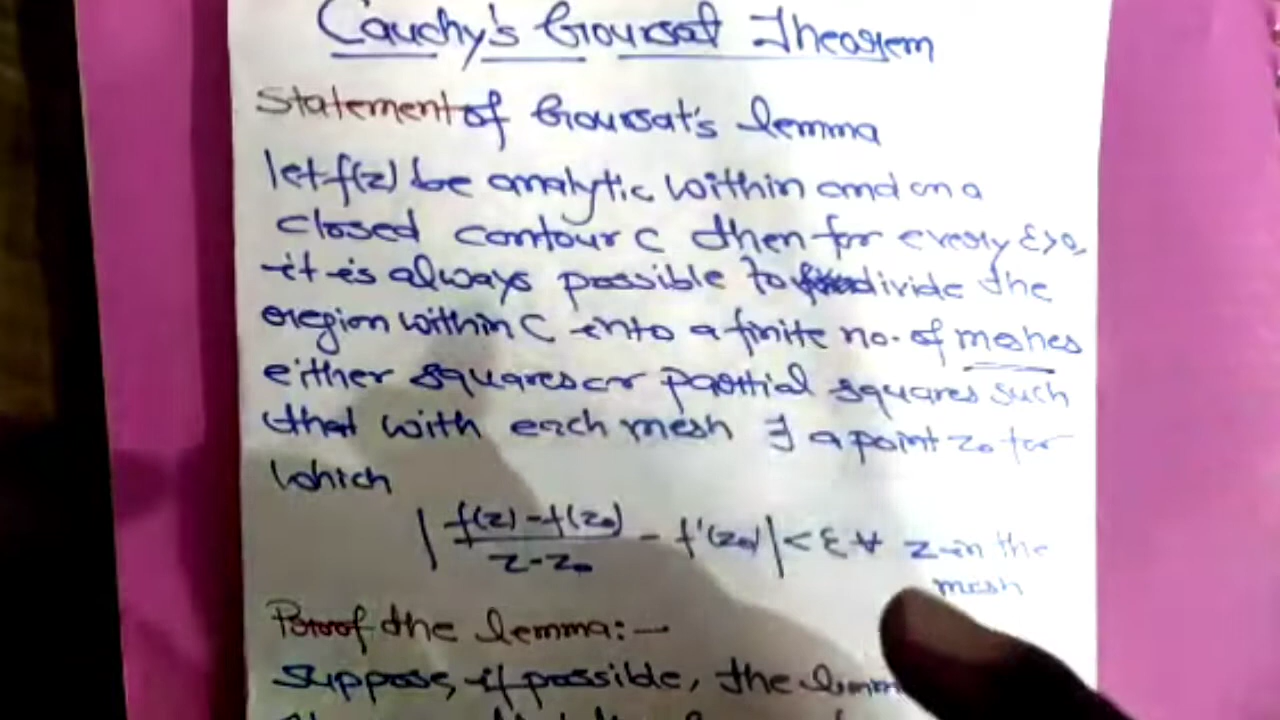 Cauchy's Goursat Theorem
Statement of Goursat's lemma
let f(z) be analytic within and on a
closed contour C then for every ε>0,
it is always possible to divide the
region within C into a finite no. of meshes
either squares or partial squares such
that with each mesh ∃ a point z₀ for
which
| f(z)-f(z₀) / z-z₀ - f'(z₀) | < ε ∀ z in the
mesh
Proof of the lemma:-
Suppose, if possible, the